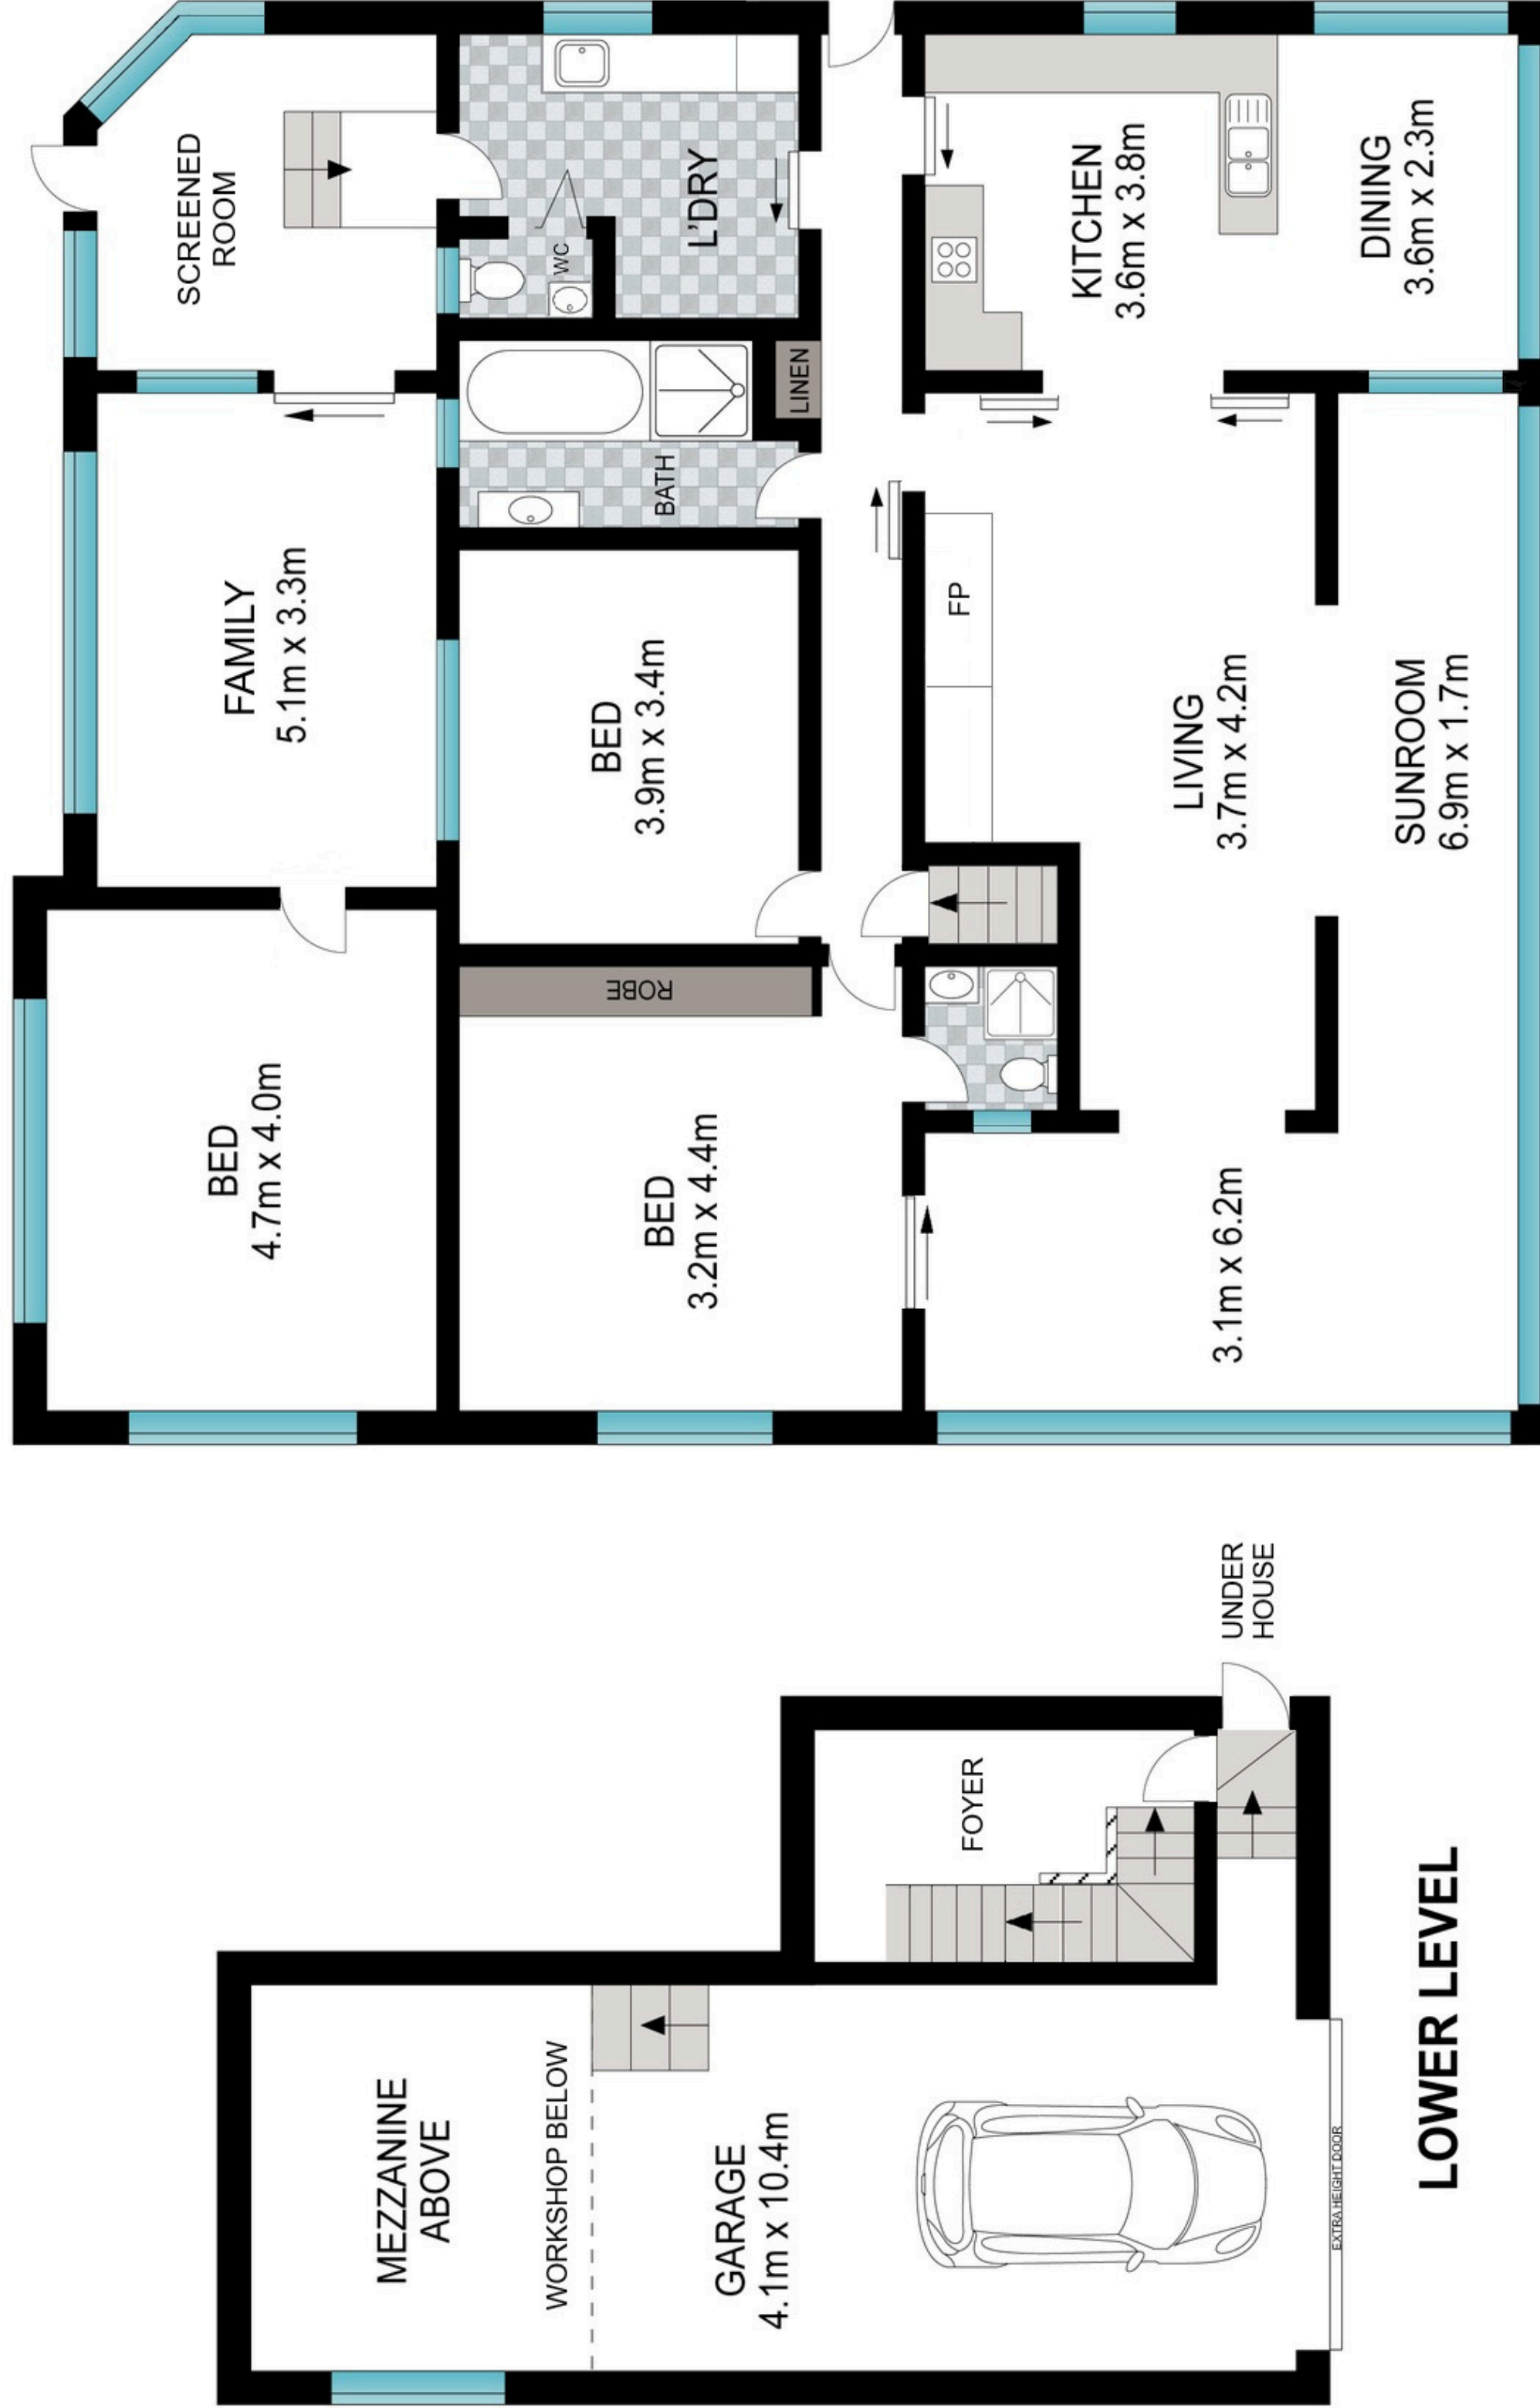 SCREENED
ROOM
L'DRY
WC
KITCHEN
3.6m x 3.8m
DINING
3.6m x 2.3m
LINEN
BATH
FAMILY
5.1m x 3.3m
BED
3.9m x 3.4m
FP
LIVING
3.7m x 4.2m
SUNROOM
6.9m x 1.7m
ROBE
BED
4.7m x 4.0m
BED
3.2m x 4.4m
3.1m x 6.2m
UNDER
HOUSE
FOYER
MEZZANINE
ABOVE
WORKSHOP BELOW
GARAGE
4.1m x 10.4m
EXTRA HEIGHT DOOR
LOWER LEVEL